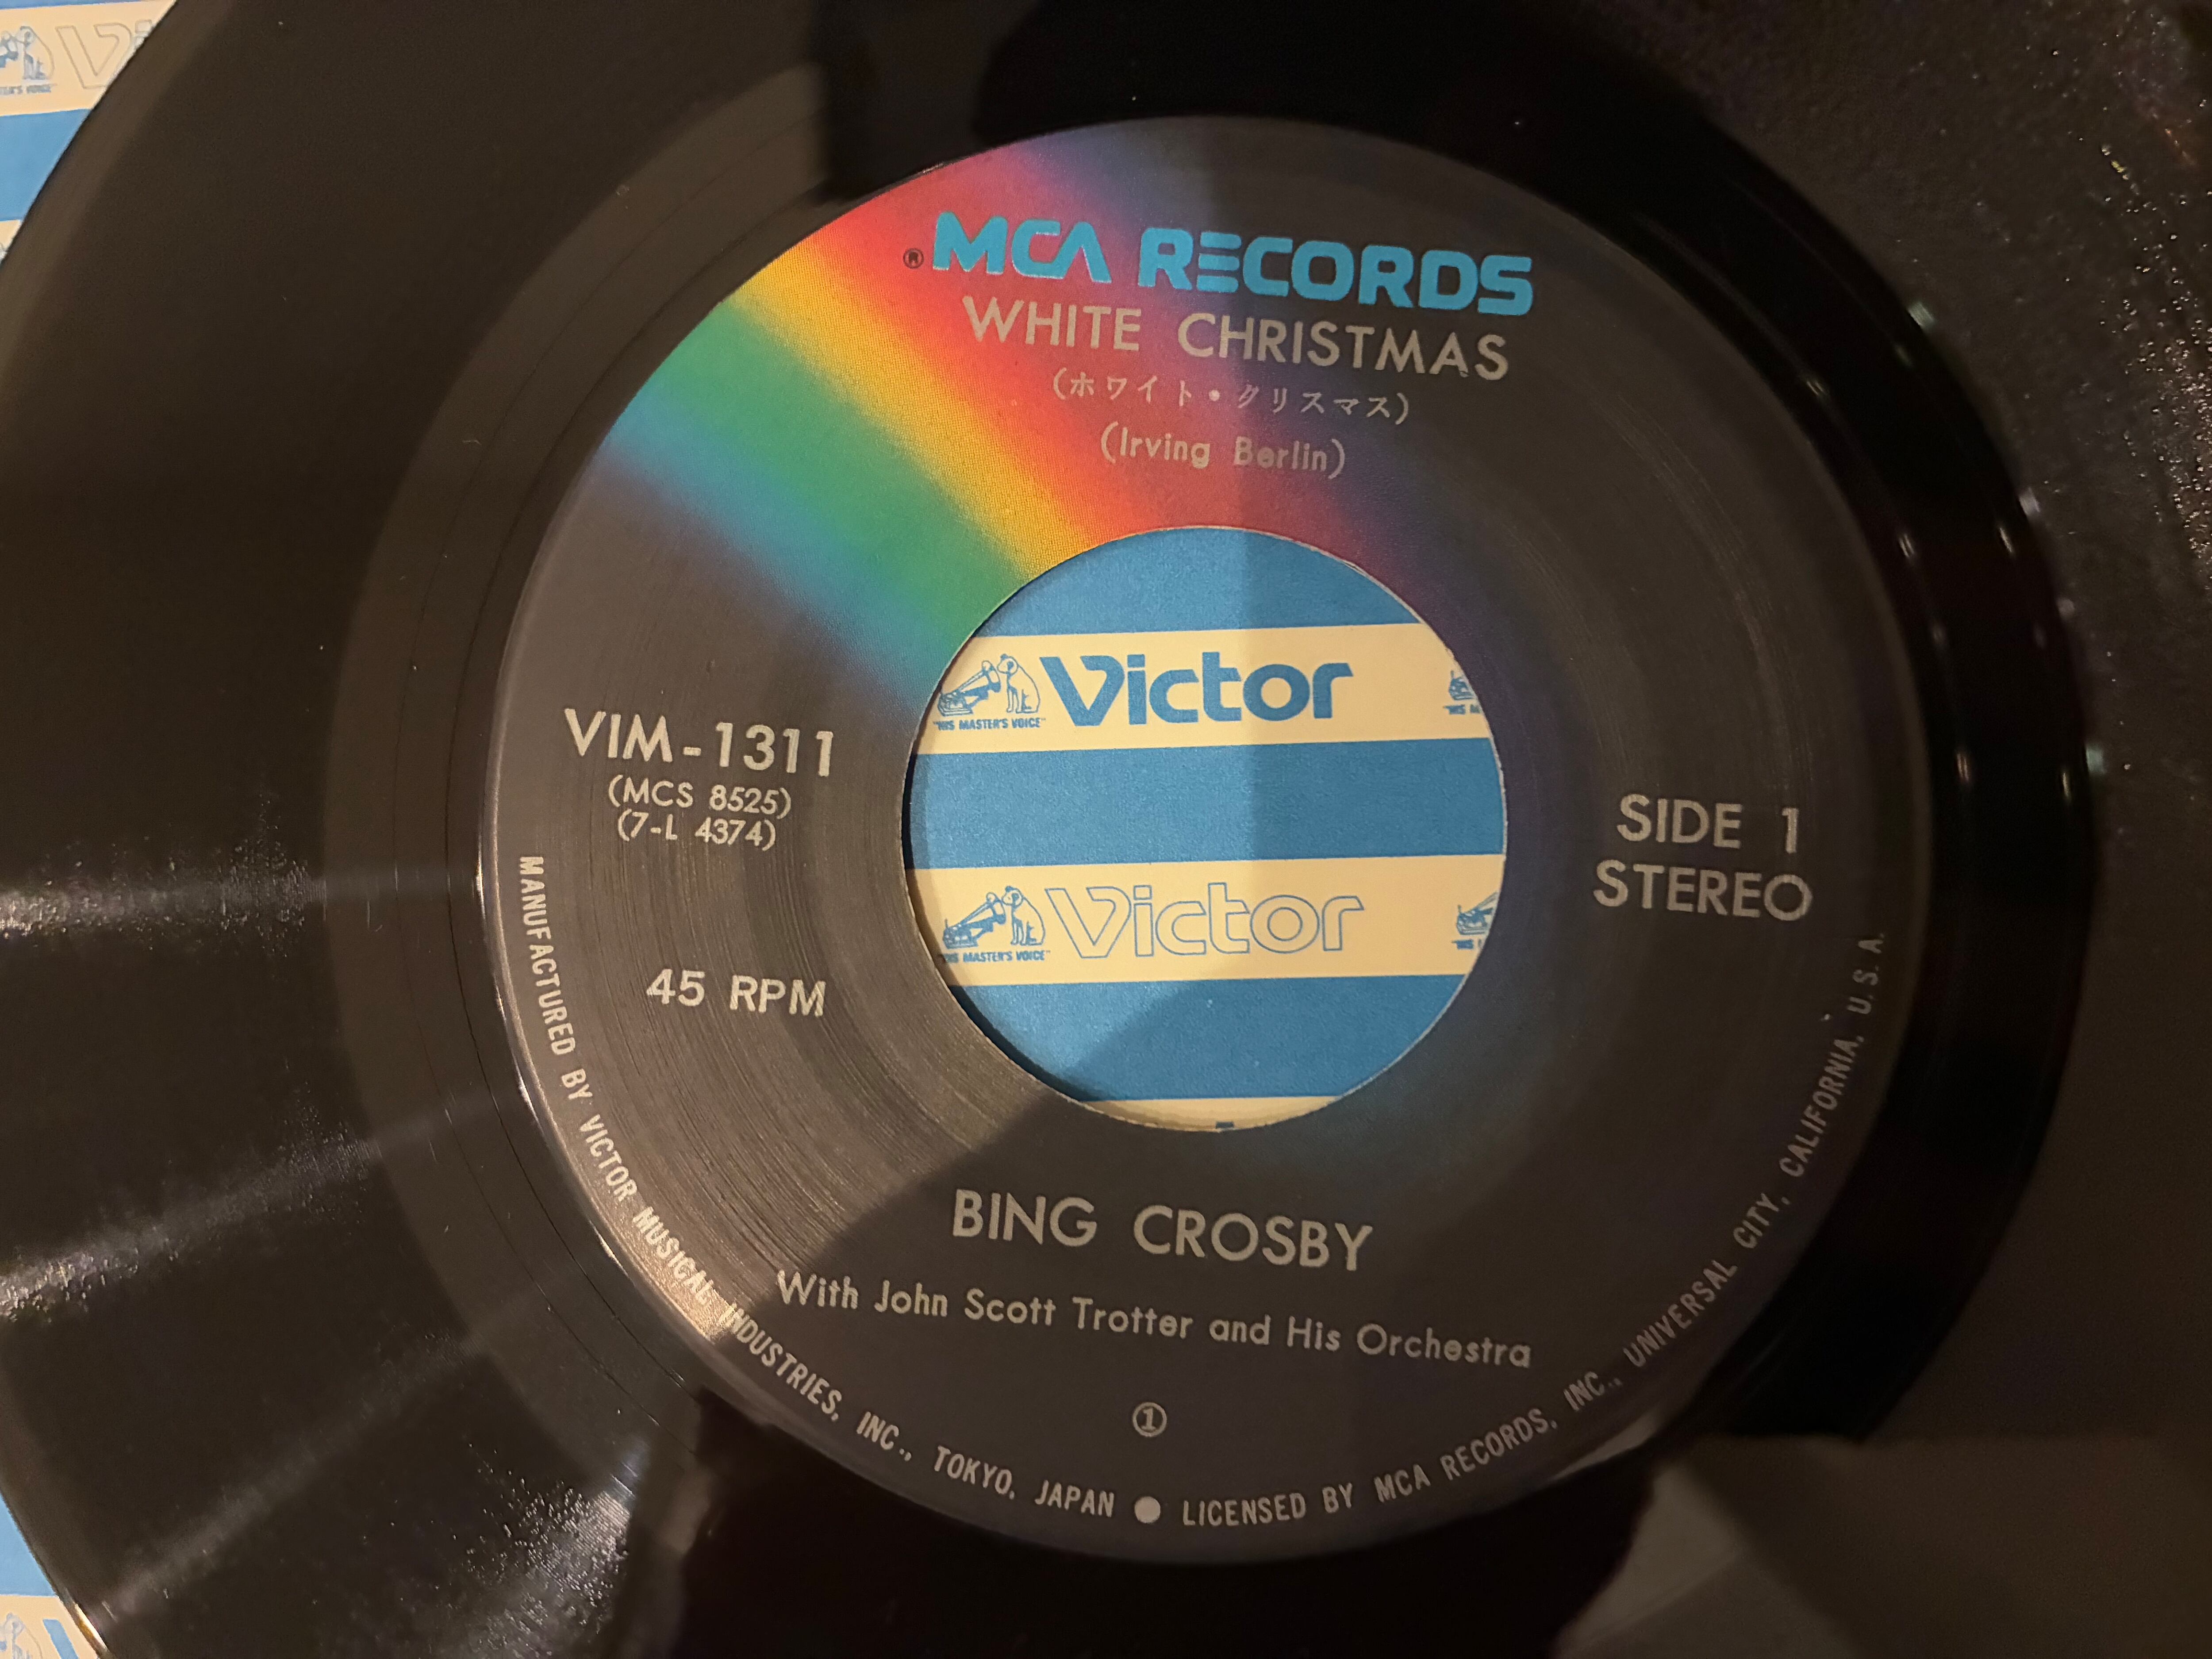 ® MCA RECORDS
WHITE CHRISTMAS
(ホワイト・クリスマス)
(Irving Berlin)
"HIS MASTER'S VOICE" Victor
VIM-1311
(MCS 8525)
(7-L 4374)
SIDE 1
STEREO
"HIS MASTER'S VOICE" Victor
45 RPM
BING CROSBY
With John Scott Trotter and His Orchestra
①
MANUFACTURED BY VICTOR MUSICAL INDUSTRIES, INC., TOKYO, JAPAN ● LICENSED BY MCA RECORDS, INC., UNIVERSAL CITY, CALIFORNIA, U.S.A.